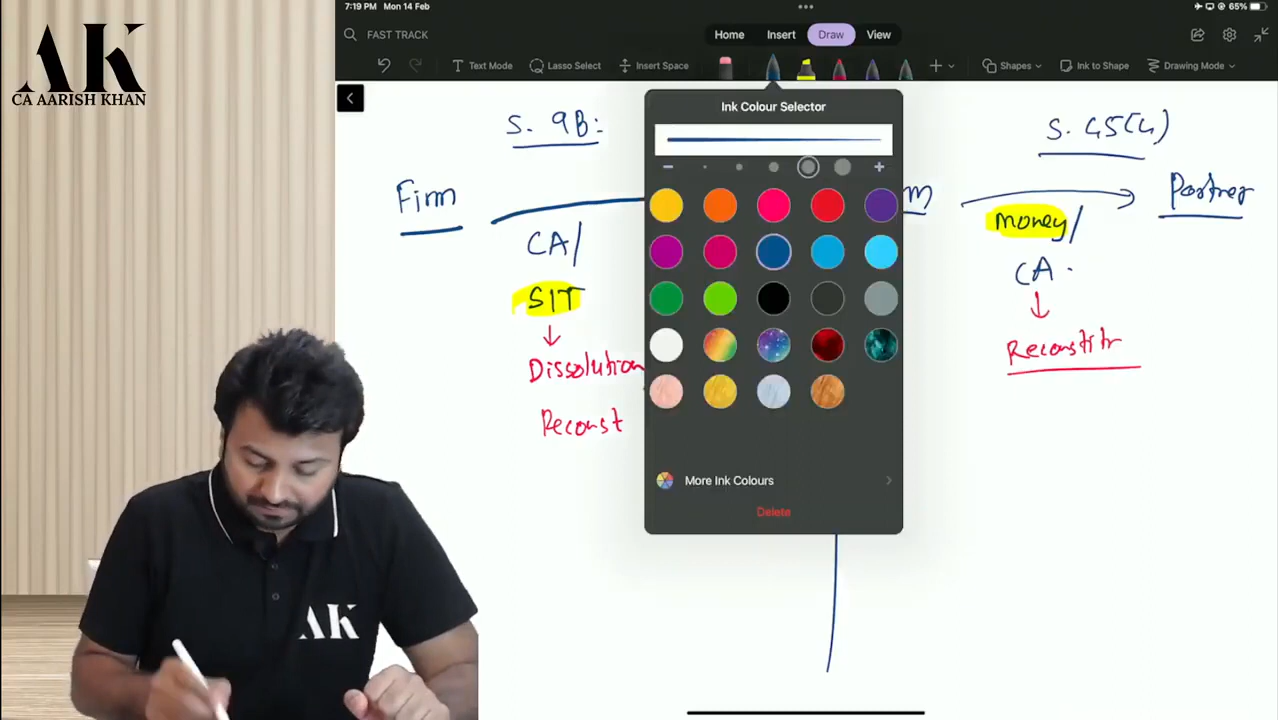 7:19 PM Mon 14 Feb
65%
AK
CA AARISH KHAN
FAST TRACK
Home Insert Draw View
Text Mode Lasso Select Insert Space Shapes Ink to Shape Drawing Mode
Ink Colour Selector
More Ink Colours
Delete
S. 9B:
Firm
CA/
SIT
Dissolution
Reconst
S. 45(4)
m
Partner
money/
CA.
Reconstitr
AK